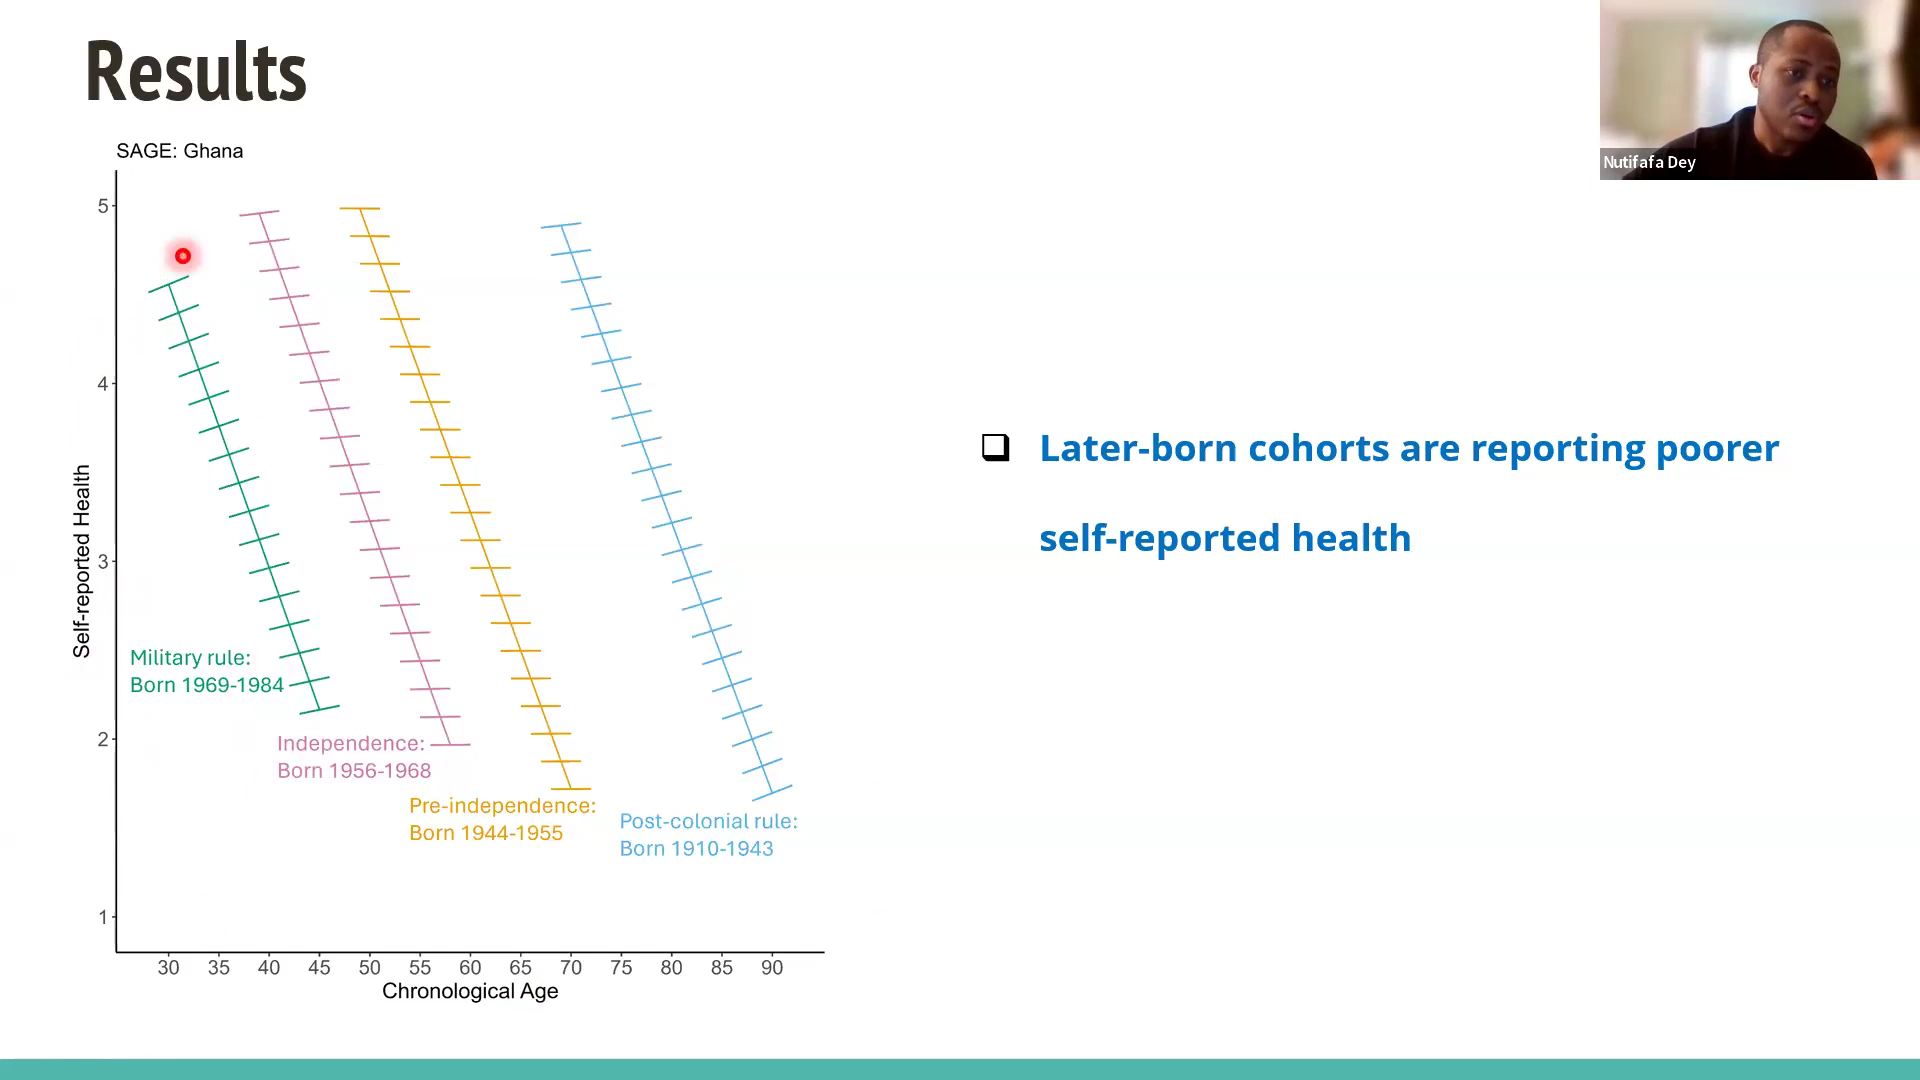 Results
SAGE: Ghana
5
4
3
2
1
Self-reported Health
Military rule:
Born 1969-1984
Independence:
Born 1956-1968
Pre-independence:
Born 1944-1955
Post-colonial rule:
Born 1910-1943
30 35 40 45 50 55 60 65 70 75 80 85 90
Chronological Age
Later-born cohorts are reporting poorer
self-reported health
Nutifafa Dey